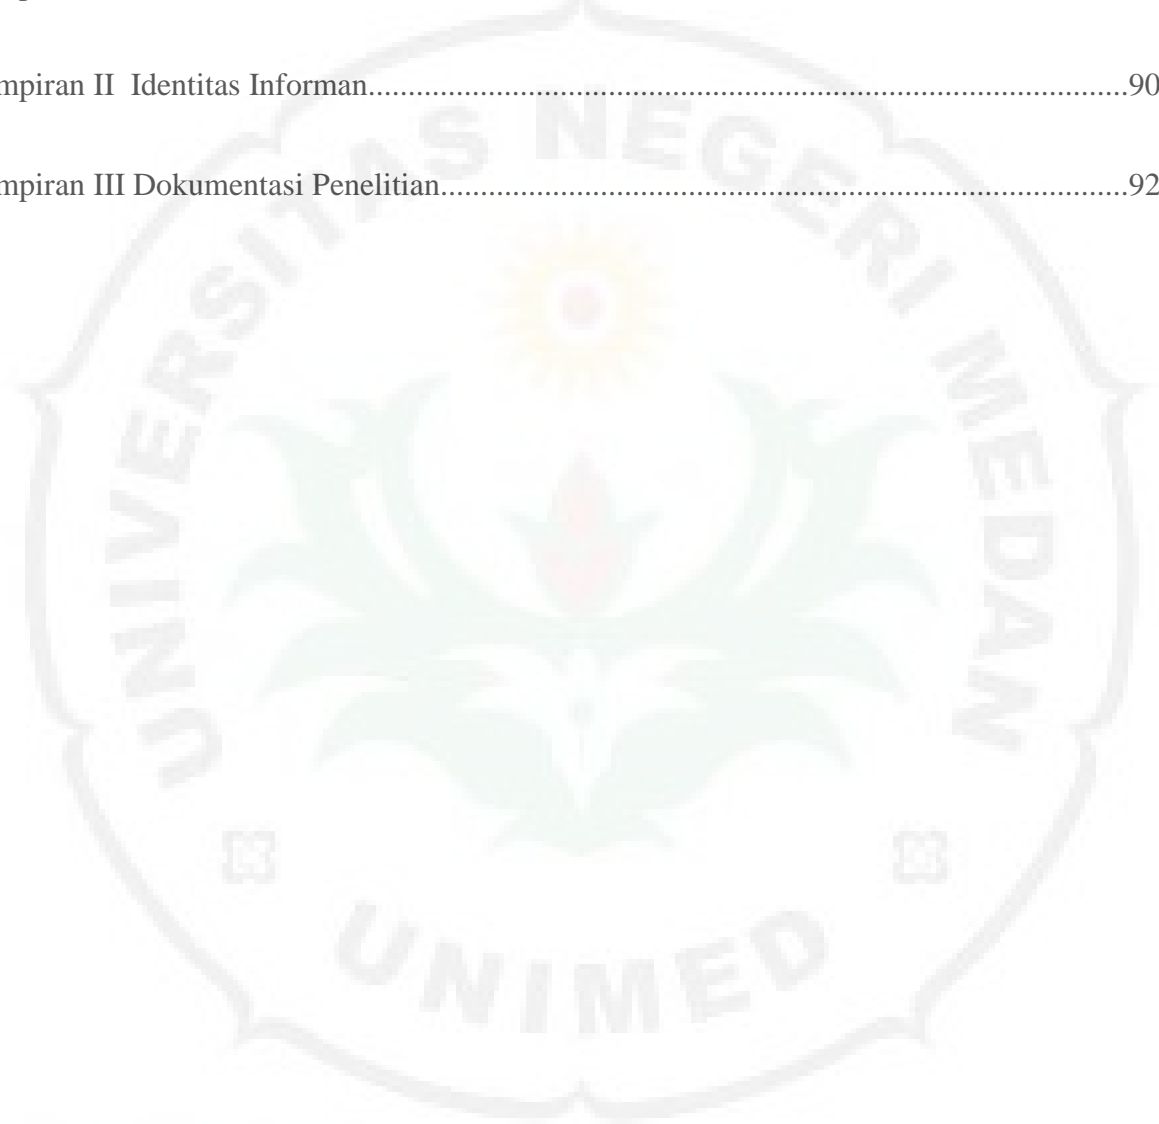 mpiran II  Identitas Informan...............................................................................................90
mpiran III Dokumentasi Penelitian......................................................................................92
UNIVERSITAS NEGERI MEDAN
UNIMED